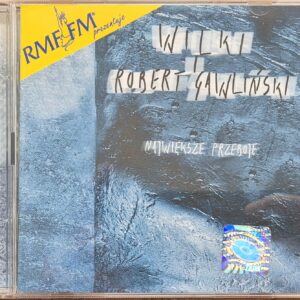 RMF FM
prezentuje
WILKI
ROBERT GAWLIŃSKI
NAJWIĘKSZE PRZEBOJE